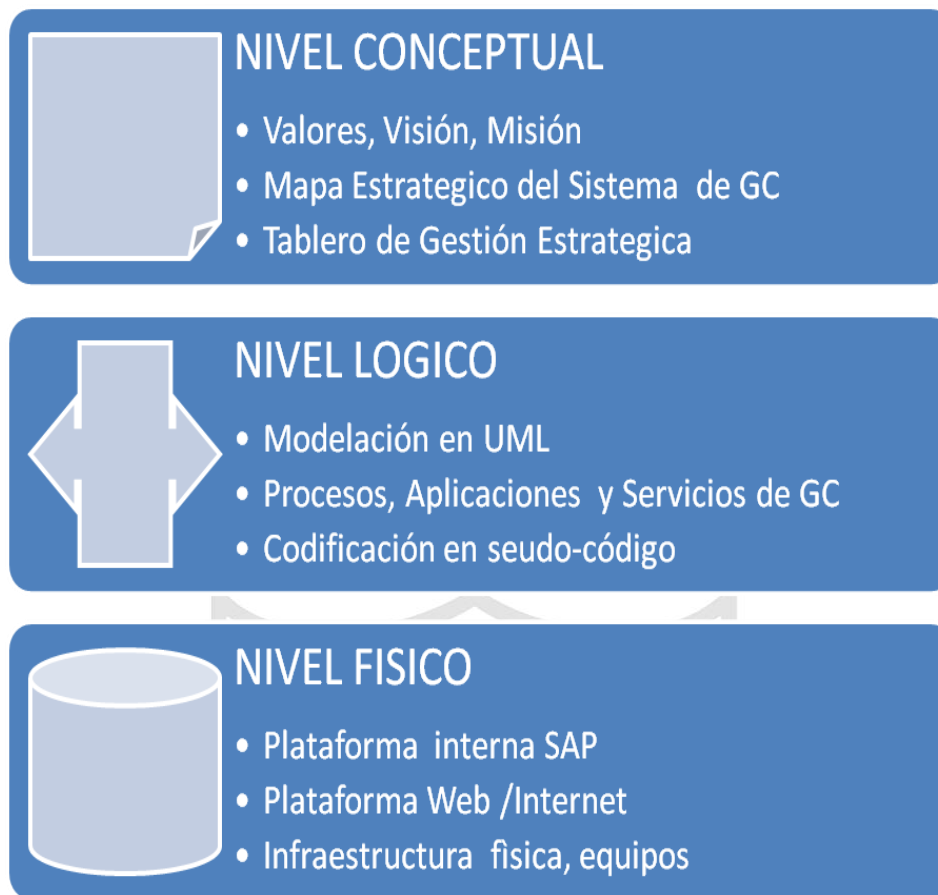 NIVEL CONCEPTUAL
• Valores, Visión, Misión
• Mapa Estrategico del Sistema de GC
• Tablero de Gestión Estrategica
NIVEL LOGICO
• Modelación en UML
• Procesos, Aplicaciones y Servicios de GC
• Codificación en seudo-código
NIVEL FISICO
• Plataforma interna SAP
• Plataforma Web /Internet
• Infraestructura fìsica, equipos